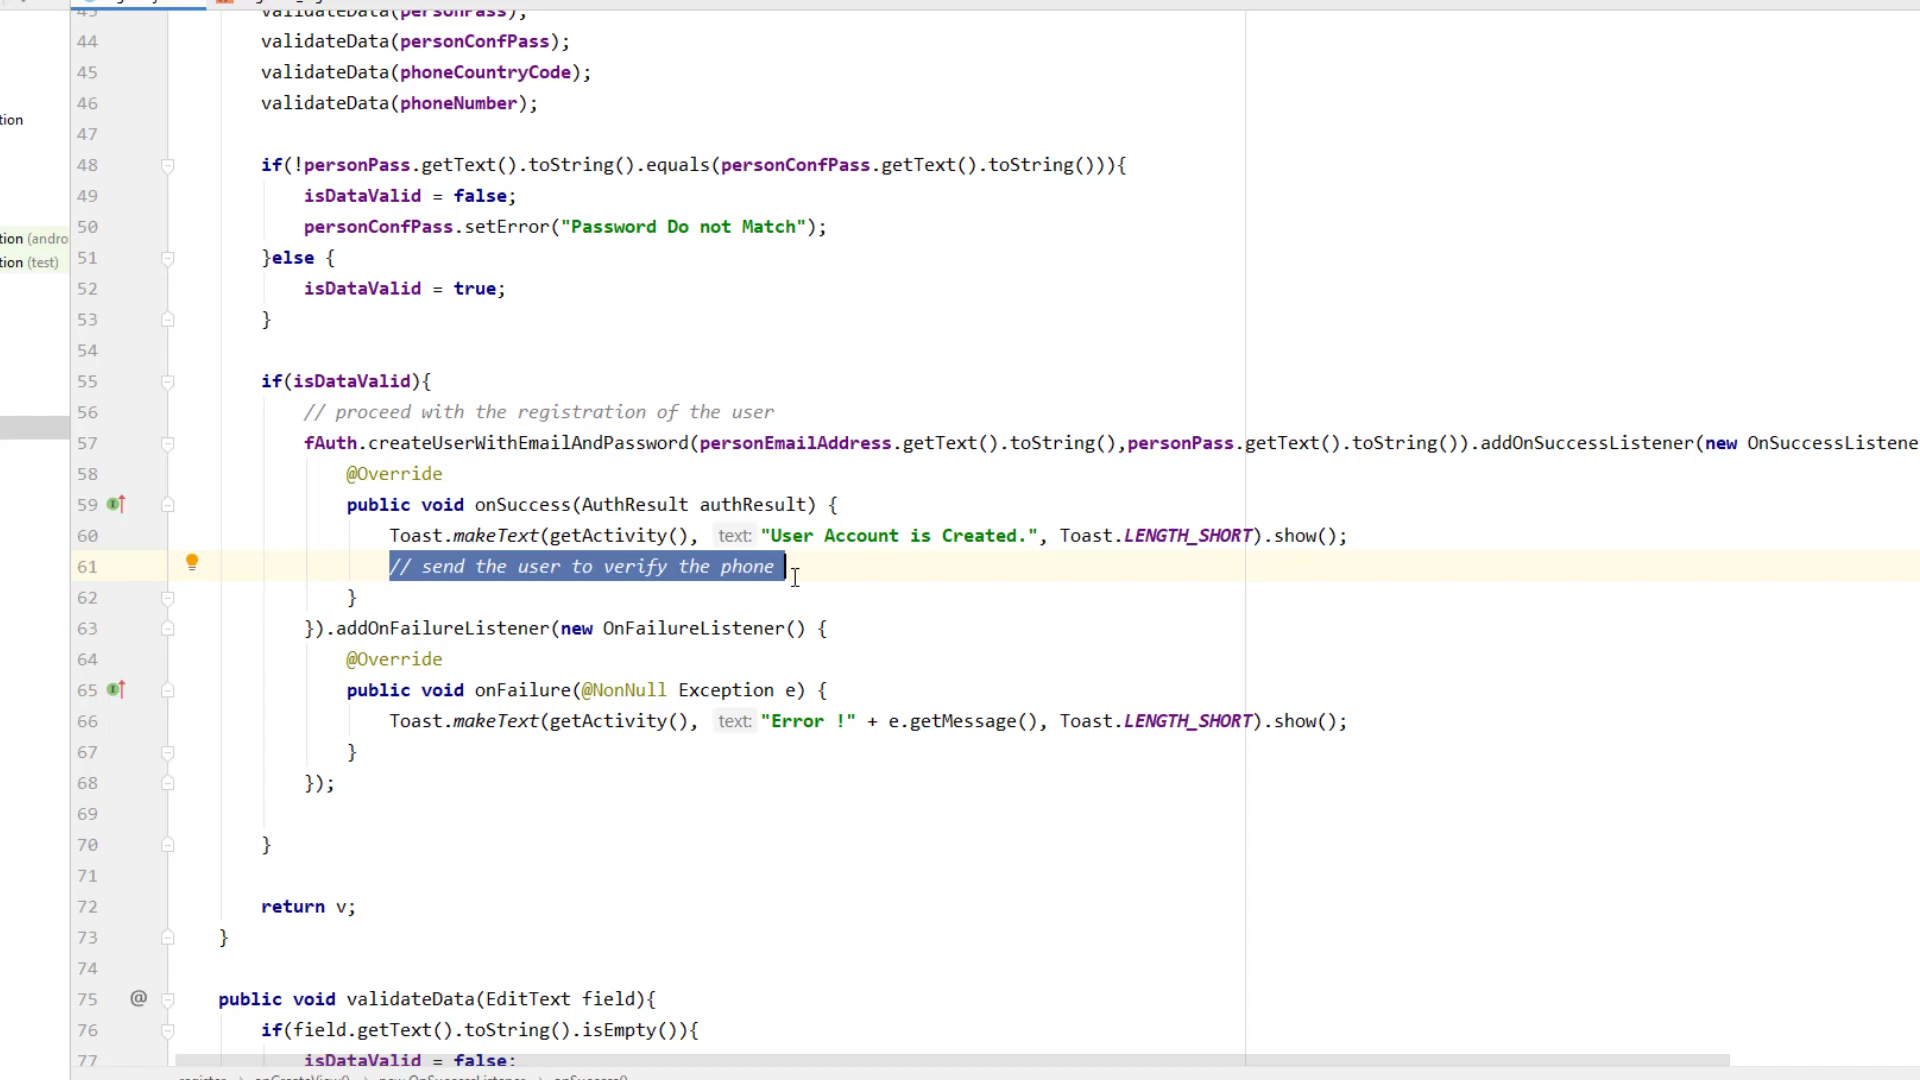 validateData(personPass);
44 validateData(personConfPass);
45 validateData(phoneCountryCode);
46 validateData(phoneNumber);
47
48 if(!personPass.getText().toString().equals(personConfPass.getText().toString())){
49 isDataValid = false;
50 personConfPass.setError("Password Do not Match");
51 }else {
52 isDataValid = true;
53 }
54
55 if(isDataValid){
56 // proceed with the registration of the user
57 fAuth.createUserWithEmailAndPassword(personEmailAddress.getText().toString(),personPass.getText().toString()).addOnSuccessListener(new OnSuccessListene
58 @Override
59 public void onSuccess(AuthResult authResult) {
60 Toast.makeText(getActivity(), text: "User Account is Created.", Toast.LENGTH_SHORT).show();
61 // send the user to verify the phone
62 }
63 }).addOnFailureListener(new OnFailureListener() {
64 @Override
65 public void onFailure(@NonNull Exception e) {
66 Toast.makeText(getActivity(), text: "Error !" + e.getMessage(), Toast.LENGTH_SHORT).show();
67 }
68 });
69
70 }
71
72 return v;
73 }
74
75 @ public void validateData(EditText field){
76 if(field.getText().toString().isEmpty()){
77 isDataValid = false;
tion
tion (andro
tion (test)